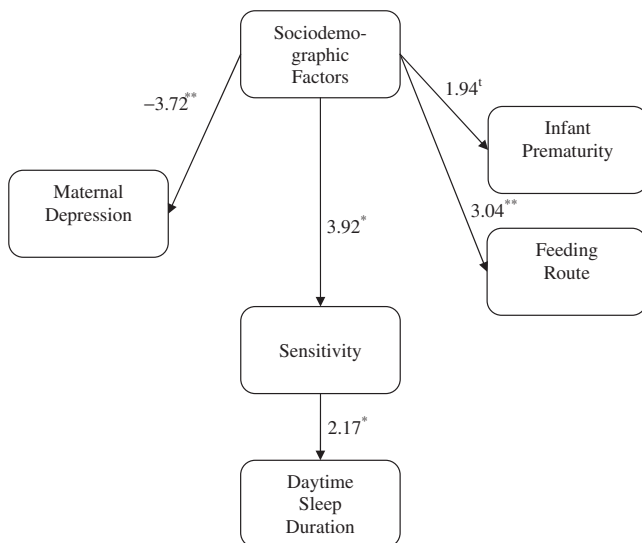 Sociodemo-
graphic
Factors
−3.72**
1.94t
Infant
Prematurity
Maternal
Depression
3.92*
3.04**
Feeding
Route
Sensitivity
2.17*
Daytime
Sleep
Duration